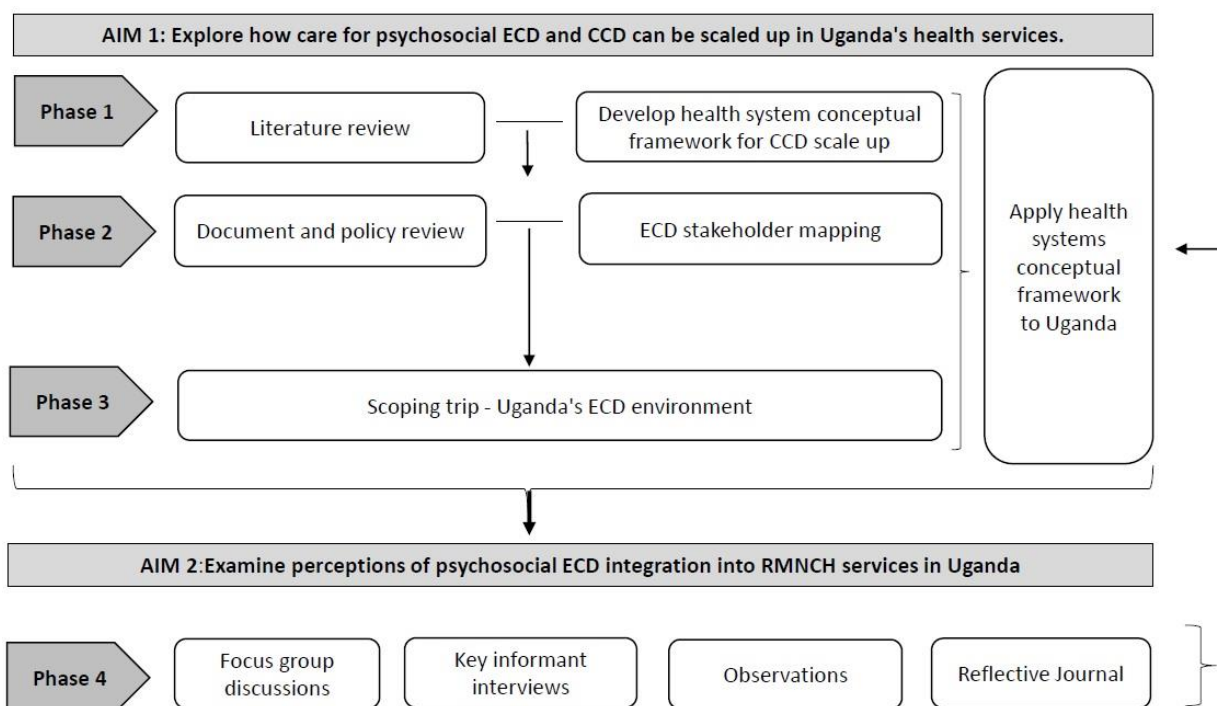 AIM 1: Explore how care for psychosocial ECD and CCD can be scaled up in Uganda's health services.
Phase 1
Literature review
Develop health system conceptual
framework for CCD scale up
Phase 2
Document and policy review
ECD stakeholder mapping
Apply health
systems
conceptual
framework
to Uganda
Phase 3
Scoping trip - Uganda's ECD environment
AIM 2:Examine perceptions of psychosocial ECD integration into RMNCH services in Uganda
Phase 4
Focus group
discussions
Key informant
interviews
Observations
Reflective Journal